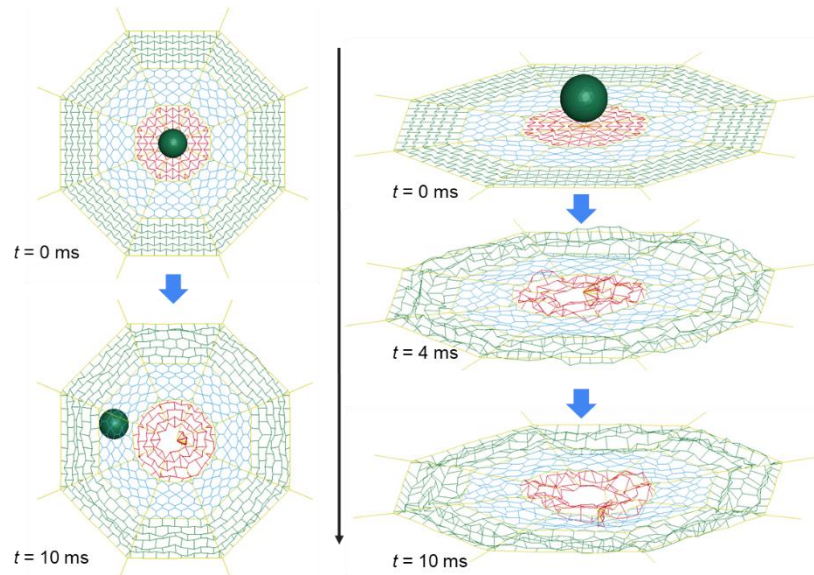 t = 0 ms
t = 10 ms
t = 0 ms
t = 4 ms
t = 10 ms